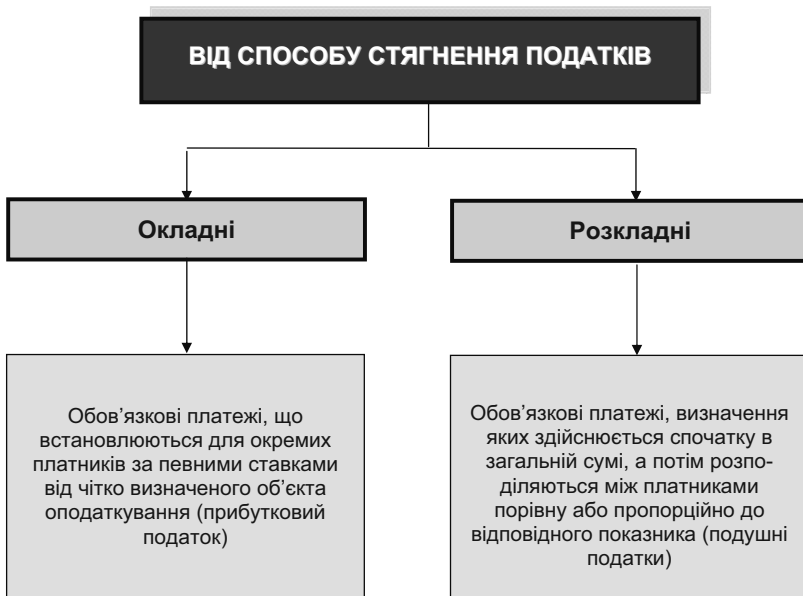 ВІД СПОСОБУ СТЯГНЕННЯ ПОДАТКІВ
Окладні
Розкладні
Обов’язкові платежі, що
встановлюються для окремих
платників за певними ставками
від чітко визначеного об’єкта
оподаткування (прибутковий
податок)
Обов’язкові платежі, визначення
яких здійснюється спочатку в
загальній сумі, а потім розпо-
діляються між платниками
порівну або пропорційно до
відповідного показника (подушні
податки)